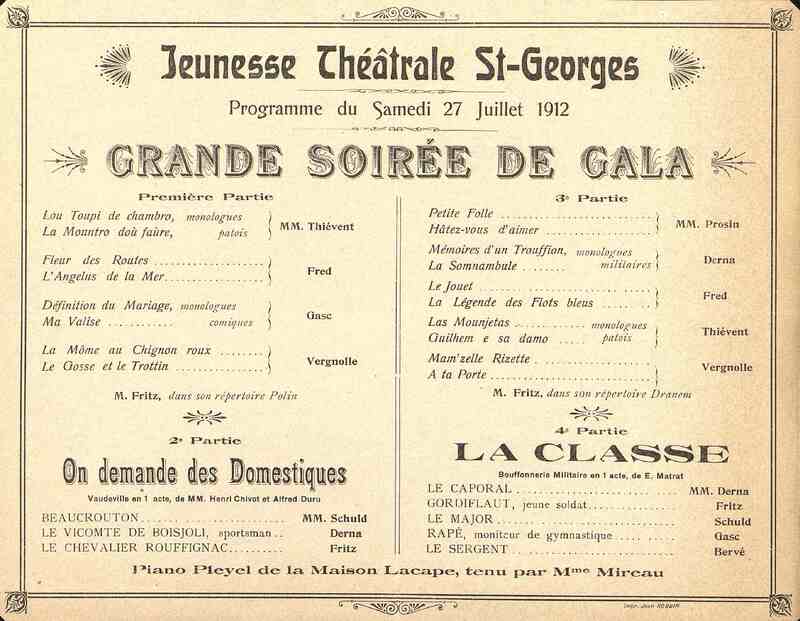 Jeunesse Théâtrale St-Georges
Programme du Samedi 27 Juillet 1912
GRANDE SOIRÉE DE GALA
Première Partie
Lou Toupi de chambro, monologues
La Mountro doù faùre, patois
MM. Thiévent
Fleur des Routes
L'Angelus de la Mer
Fred
Définition du Mariage, monologues
Ma Valise comiques
Gasc
La Môme au Chignon roux
Le Gosse et le Trottin
Vergnolle
M. Fritz, dans son répertoire Polin
2e Partie
On demande des Domestiques
Vaudeville en 1 acte, de MM. Henri Chivot et Alfred Duru
BEAUCROUTON MM. Schuld
LE VICOMTE DE BOISJOLI, sportsman Derna
LE CHEVALIER ROUFFIGNAC Fritz
3e Partie
Petite Folle
Hâtez-vous d'aimer
MM. Prosin
Mémoires d'un Trouffion, monologues
La Somnambule militaires
Derna
Le Jouet
La Légende des Flots bleus
Fred
Las Mounjetas monologues
Guilhem e sa damo patois
Thiévent
Mam'zelle Rizette
A ta Porte
Vergnolle
M. Fritz, dans son répertoire Dranem
4e Partie
LA CLASSE
Bouffonnerie Militaire en 1 acte, de E. Matrat
LE CAPORAL MM. Derna
GORDIFLAUT, jeune soldat Fritz
LE MAJOR Schuld
RAPÉ, moniteur de gymnastique Gasc
LE SERGENT Bervé
Piano Pleyel de la Maison Lacape, tenu par Mme Mireau
Imp. Jean ROBBIN